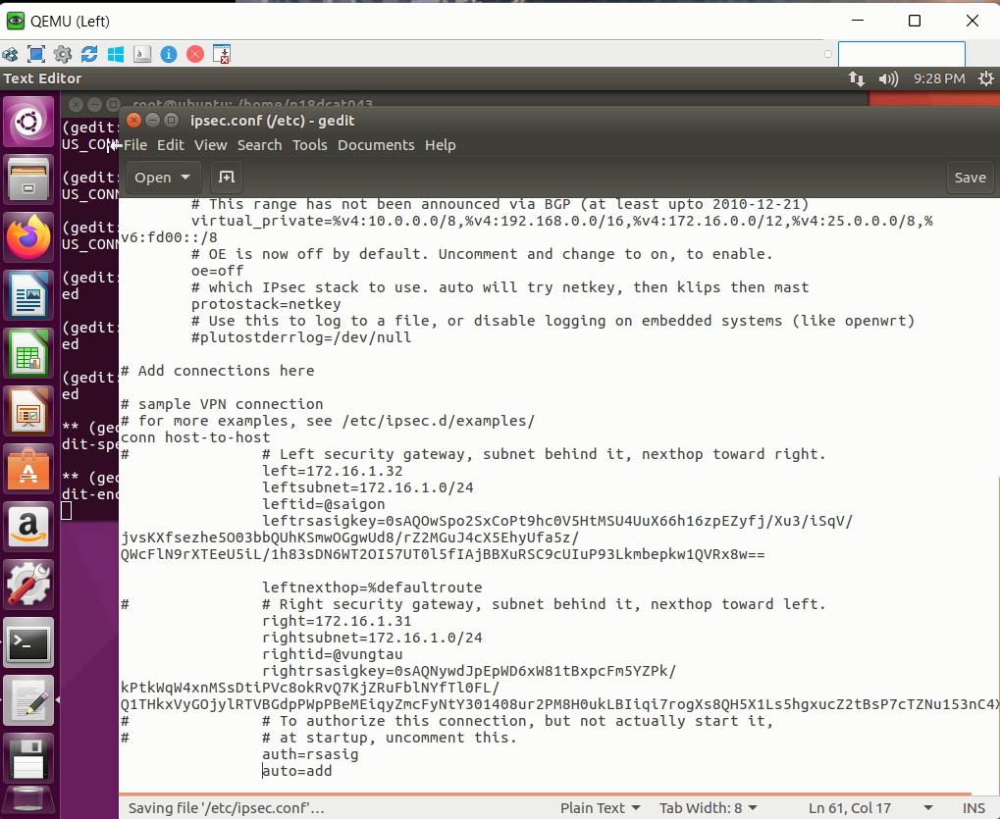 QEMU (Left)
Text Editor
9:28 PM
root@ubuntu: /home/n18dcat043
ipsec.conf (/etc) - gedit
File Edit View Search Tools Documents Help
Open
Save
(gedit:
US_CONN
(gedit:
US_CONN
(gedit:
US_CONN
(gedit:
ed
(gedit:
ed
(gedit:
ed
** (ged
dit-spe
** (ged
dit-enc
# This range has not been announced via BGP (at least upto 2010-12-21)
virtual_private=%v4:10.0.0.0/8,%v4:192.168.0.0/16,%v4:172.16.0.0/12,%v4:25.0.0.0/8,%
v6:fd00::/8
# OE is now off by default. Uncomment and change to on, to enable.
oe=off
# which IPsec stack to use. auto will try netkey, then klips then mast
protostack=netkey
# Use this to log to a file, or disable logging on embedded systems (like openwrt)
#plutostderrlog=/dev/null
# Add connections here
# sample VPN connection
# for more examples, see /etc/ipsec.d/examples/
conn host-to-host
# # Left security gateway, subnet behind it, nexthop toward right.
left=172.16.1.32
leftsubnet=172.16.1.0/24
leftid=@saigon
leftrsasigkey=0sAQOwSpo2SxCoPt9hc0V5HtMSU4UuX66h16zpEZyfj/Xu3/iSqV/
jvsKXfsezhe5O03bbQUhKSmwOGgwUd8/rZ2MGuJ4cX5EhyUfa5z/
QWcFlN9rXTEeU5iL/1h83sDN6WT2OI57UT0l5fIAjBBXuRSC9cUIuP93Lkmbepkw1QVRx8w==
leftnexthop=%defaultroute
# # Right security gateway, subnet behind it, nexthop toward left.
right=172.16.1.31
rightsubnet=172.16.1.0/24
rightid=@vungtau
rightrsasigkey=0sAQNywdJpEpWD6xW81tBxpcFm5YZPk/
kPtkWqW4xnMSsDtiPVc8okRvQ7KjZRuFblNYfTl0FL/
Q1THkxVyGOjylRTVBGdpPWpPBeMEiqyZmcFyNtY301408ur2PM8H0ukLBIiqi7rogXs8QH5X1Ls5hgxucZ2tBsP7cTZNu153nC4X
# # To authorize this connection, but not actually start it,
# # at startup, uncomment this.
auth=rsasig
auto=add
Saving file '/etc/ipsec.conf'…
Plain Text
Tab Width: 8
Ln 61, Col 17
INS